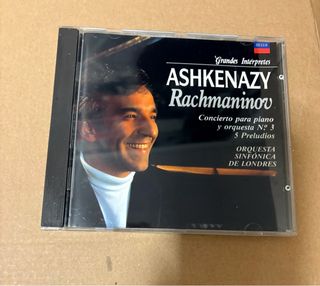 DECCA
Grandes Intérpretes
ASHKENAZY
Rachmaninov
Concierto para piano
y orquesta Nº 3
5 Preludios
ORQUESTA
SINFÓNICA
DE LONDRES